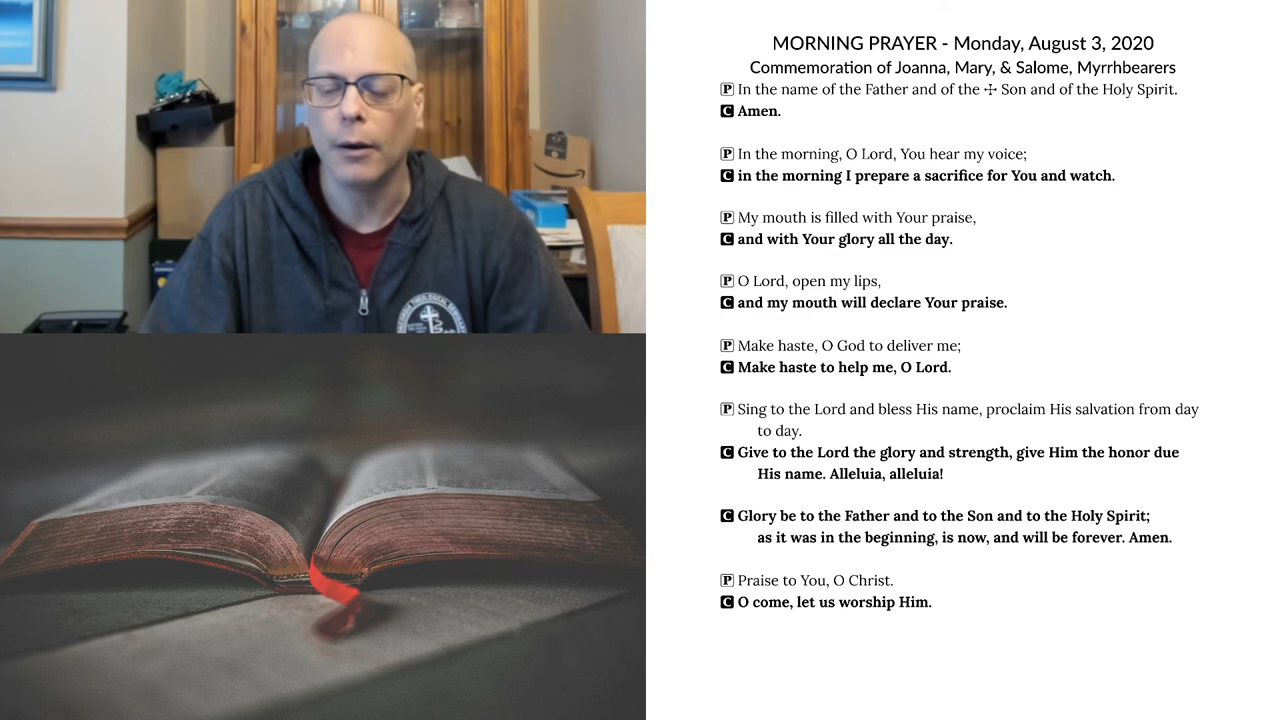 MORNING PRAYER - Monday, August 3, 2020
Commemoration of Joanna, Mary, & Salome, Myrrhbearers
P In the name of the Father and of the ☩ Son and of the Holy Spirit.
C Amen.
P In the morning, O Lord, You hear my voice;
C in the morning I prepare a sacrifice for You and watch.
P My mouth is filled with Your praise,
C and with Your glory all the day.
P O Lord, open my lips,
C and my mouth will declare Your praise.
P Make haste, O God to deliver me;
C Make haste to help me, O Lord.
P Sing to the Lord and bless His name, proclaim His salvation from day
to day.
C Give to the Lord the glory and strength, give Him the honor due
His name. Alleluia, alleluia!
C Glory be to the Father and to the Son and to the Holy Spirit;
as it was in the beginning, is now, and will be forever. Amen.
P Praise to You, O Christ.
C O come, let us worship Him.
CONCORDIA THEOLOGICAL SEMINARY